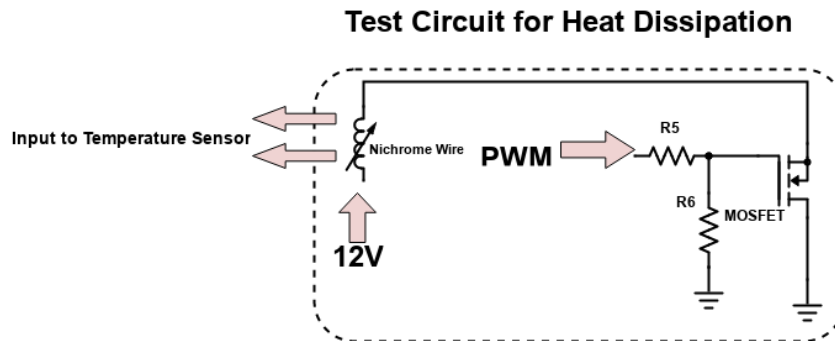 Test Circuit for Heat Dissipation
Input to Temperature Sensor
Nichrome Wire
PWM
R5
R6
MOSFET
12V